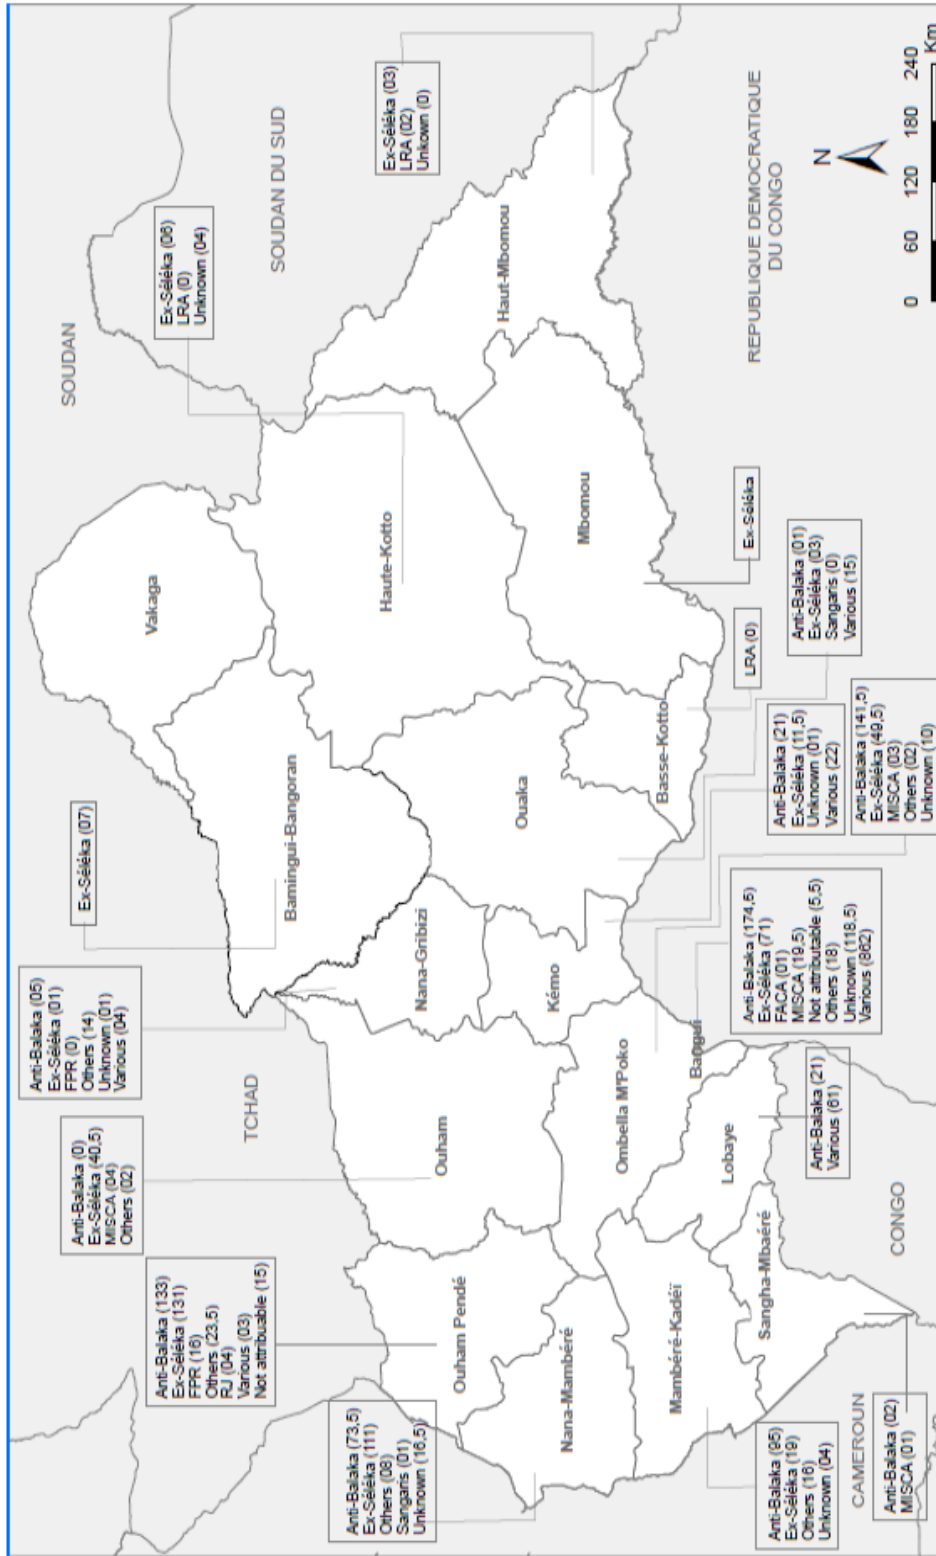 SOUDAN
SOUDAN DU SUD
TCHAD
REPUBLIQUE DEMOCRATIQUE
DU CONGO
CONGO
CAMEROUN
Anti-Balaka (73,5)
Ex-Séléka (111)
Others (08)
Sangaris (01)
Unknown (16,5)
Anti-Balaka (133)
Ex-Séléka (131)
FPR (16)
Others (23,5)
RJ (04)
Various (03)
Not attribuable (15)
Anti-Balaka (0)
Ex-Séléka (40,5)
MISCA (04)
Others (02)
Anti-Balaka (05)
Ex-Séléka (01)
FPR (0)
Others (14)
Unknown (01)
Various (04)
Ex-Séléka (07)
Ex-Séléka (06)
LRA (0)
Unknown (04)
Ex-Séléka (03)
LRA (02)
Unkown (0)
Vakaga
Bamingui-Bangoran
Haute-Kotto
Haut-Mbomou
Mbomou
Basse-Kotto
Ouaka
Nana-Gribizi
Kémo
Ouham
Ouham Pendé
Nana-Mambéré
Ombella M'Poko
Bangui
Lobaye
Mambéré-Kadéï
Sangha-Mbaéré
Anti-Balaka (95)
Ex-Séléka (19)
Others (16)
Unknown (04)
Anti-Balaka (02)
MISCA (01)
Anti-Balaka (21)
Various (61)
Anti-Balaka (174,5)
Ex-Séléka (71)
FACA (01)
MISCA (19,5)
Not attributable (5,5)
Others (18)
Unknown (118,5)
Various (862)
Anti-Balaka (141,5)
Ex-Séléka (49,5)
MISCA (03)
Others (02)
Unknown (10)
Anti-Balaka (21)
Ex-Séléka (11,5)
Unknown (01)
Various (22)
LRA (0)
Anti-Balaka (01)
Ex-Séléka (03)
Sangaris (0)
Various (15)
Ex-Séléka
N
0 60 120 180 240
Km